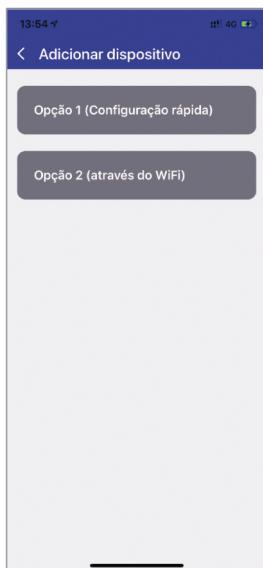 13:54
4G
Adicionar dispositivo
Opção 1 (Configuração rápida)
Opção 2 (através do WiFi)